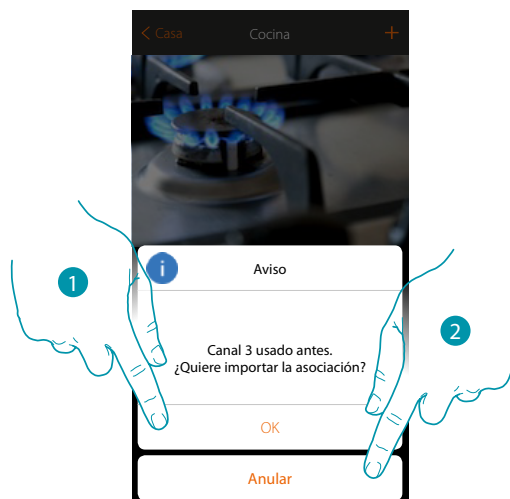 < Casa Cocina +
i Aviso
1
Canal 3 usado antes.
¿Quiere importar la asociación?
2
OK
Anular